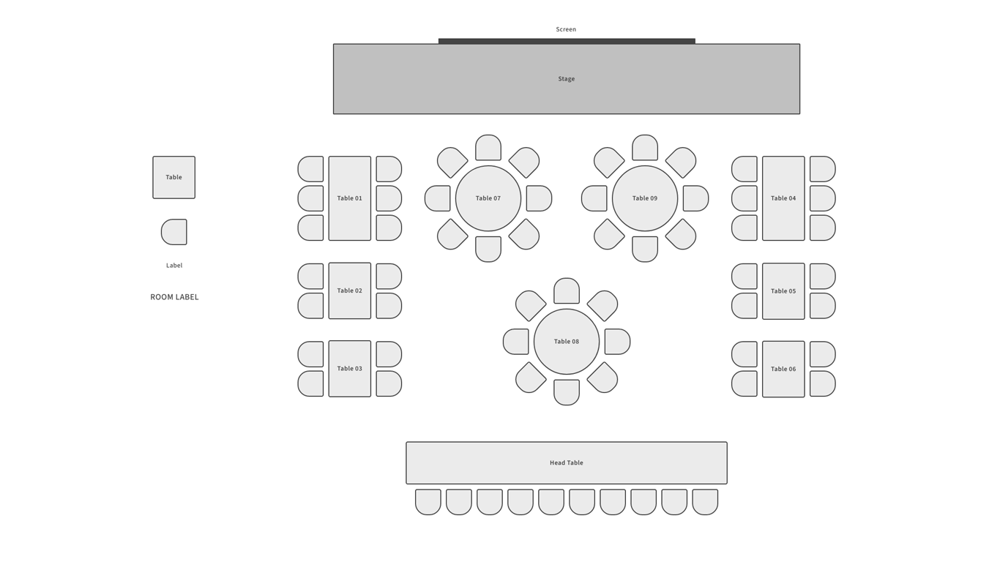 Screen
Stage
Table
Label
ROOM LABEL
Table 01
Table 07
Table 09
Table 04
Table 02
Table 05
Table 08
Table 03
Table 06
Head Table